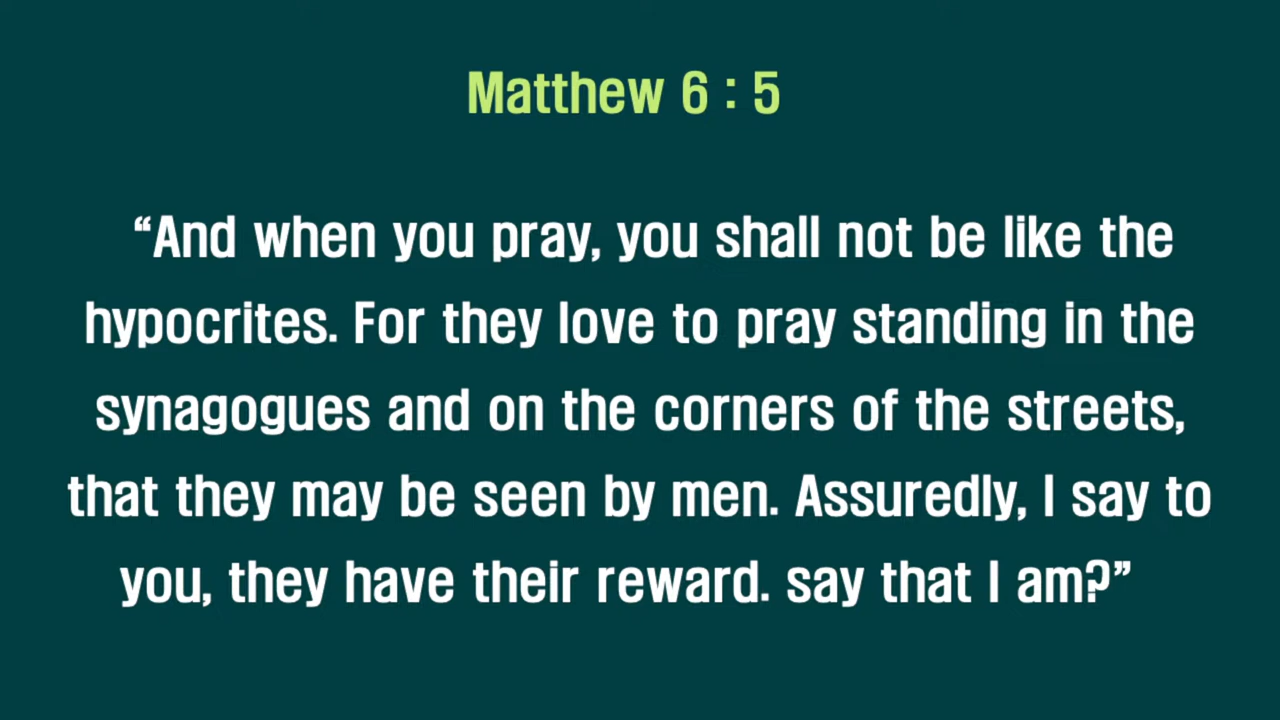 Matthew 6 : 5
“And when you pray, you shall not be like the
hypocrites. For they love to pray standing in the
synagogues and on the corners of the streets,
that they may be seen by men. Assuredly, I say to
you, they have their reward. say that I am?”